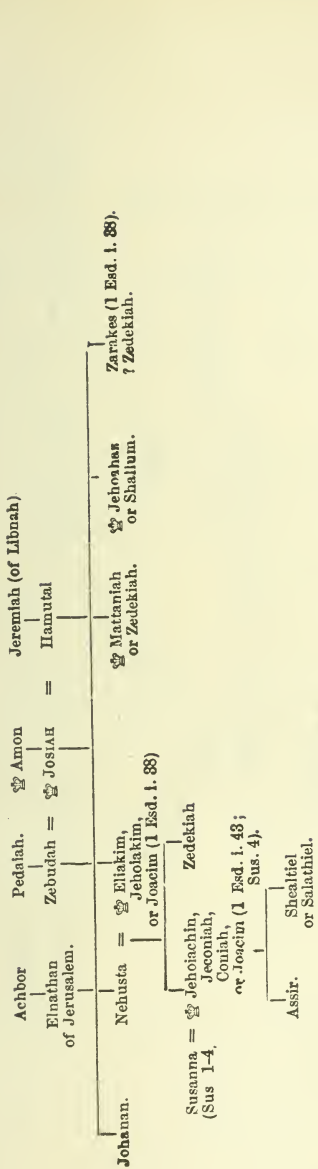 Achbor
Elnathan
of Jerusalem.
Pedaiah.
Amon
Jeremiah (of Libnah)
Zebudah = JOSIAH = Hamutal
Johanan.
Nehusta = Eliakim,
Jehoiakim,
or Joacim (1 Esd. i. 38)
Mattaniah
or Zedekiah.
Jehoahaz
or Shallum.
Zarakes (1 Esd. i. 38).
? Zedekiah.
Susanna = Jehoiachin,
(Sus 1-4,
Jeconiah,
Coniah,
or Joacim (1 Esd. i. 43;
Sus. 4).
Zedekiah
Assir.
Shealtiel
or Salathiel.